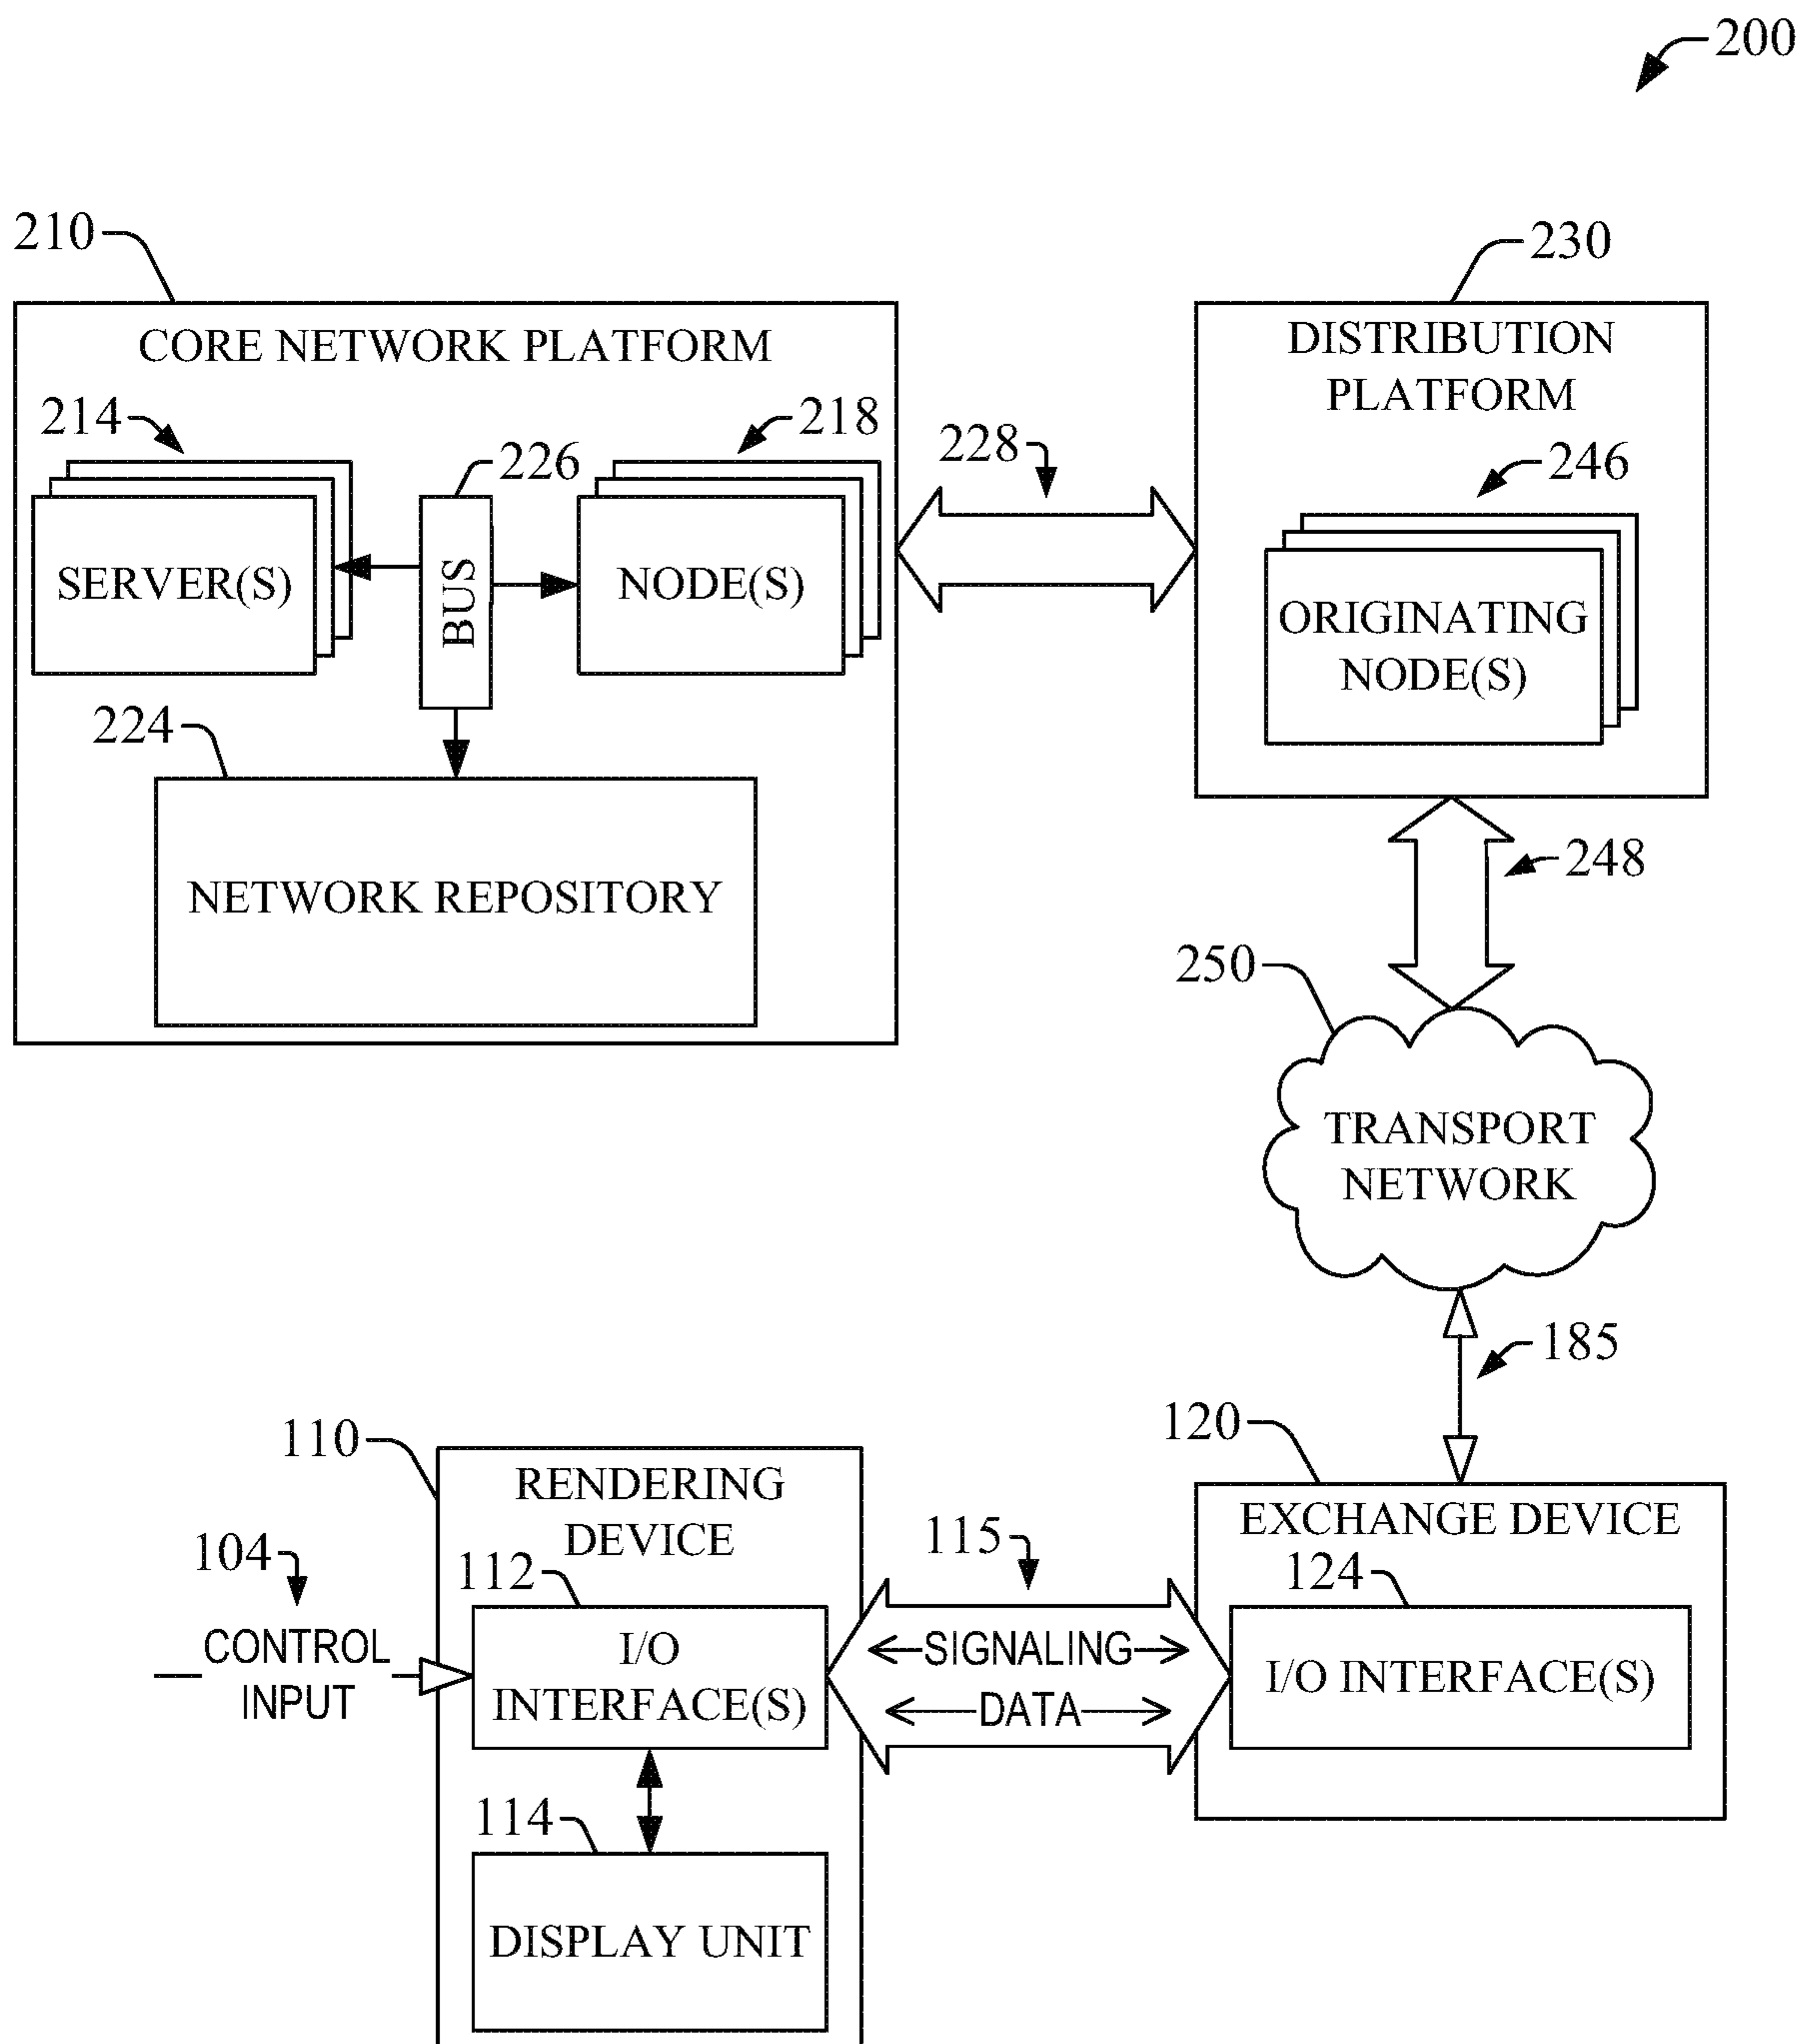 200
210
230
CORE NETWORK PLATFORM
DISTRIBUTION
PLATFORM
214
218
226
228
246
SERVER(S)
BUS
NODE(S)
ORIGINATING
NODE(S)
224
NETWORK REPOSITORY
248
250
TRANSPORT
NETWORK
185
110
120
RENDERING
DEVICE
EXCHANGE DEVICE
104
112
115
124
CONTROL
INPUT
I/O
INTERFACE(S)
SIGNALING
DATA
I/O INTERFACE(S)
114
DISPLAY UNIT